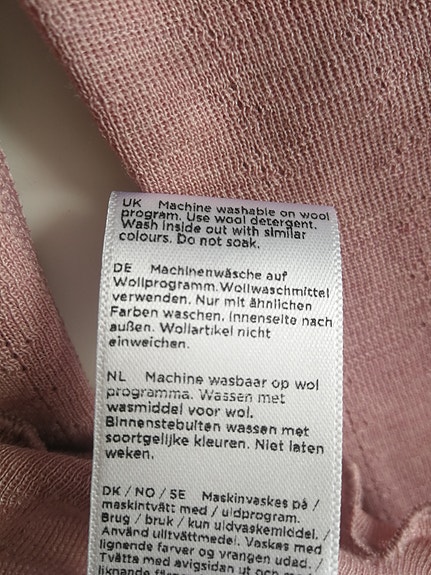 UK Machine washable on wool
program. Use wool detergent.
Wash inside out with similar
colours. Do not soak.
DE Machinenwäsche auf
Wollprogramm.Wollwaschmittel
verwenden. Nur mit ähnlichen
Farben waschen, innenseite nach
außen. Wollartikel nicht
einweichen.
NL Machine wasbaar op wol
programma. Wassen met
wasmiddel voor wol.
Binnenstebuiten wassen met
soortgelijke kleuren. Niet laten
weken.
DK / NO / SE Maskinvaskes på /
maskintvätt med / uldprogram.
Brug / bruk / kun uldvaskemiddel. /
Använd ulltvättmedel. Vaskes med
lignende farver og vrangen udad. /
Tvätta med avigsidan ut och med
liknande